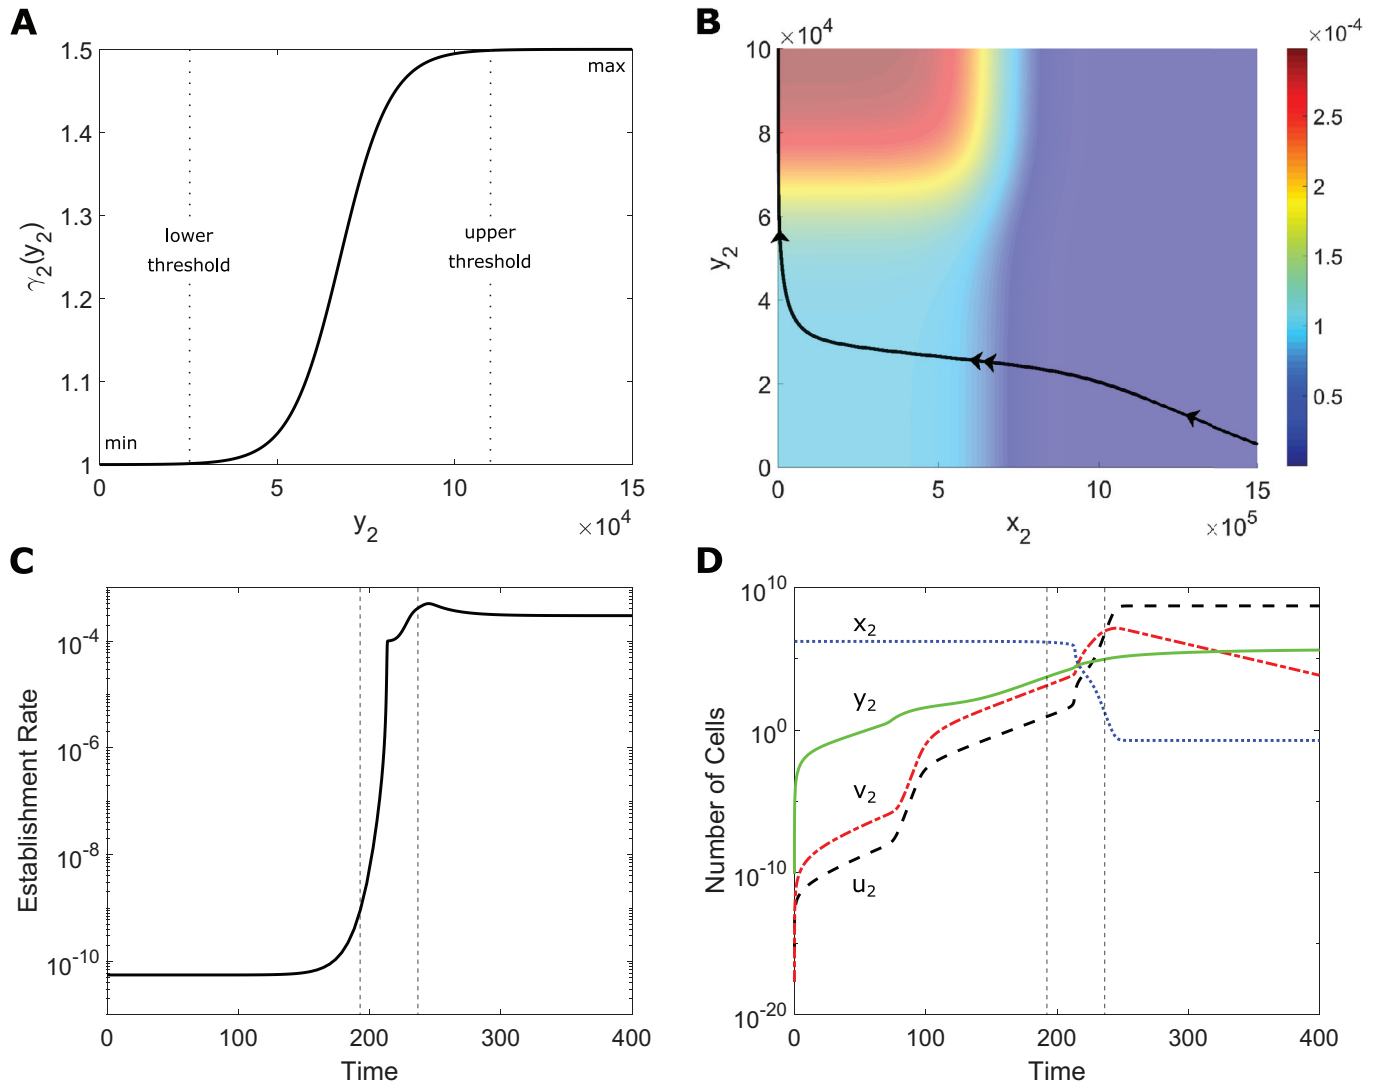 A
1.5
1.5
1.4
1.3
1.2
1.1
1
γ2(y2)
max
lower
threshold
upper
threshold
min
0
5
10
15
y2
×10^4
B
×10^4
10
8
6
4
2
0
y2
0
5
10
15
x2
×10^5
×10^-4
2.5
2
1.5
1
0.5
C
10^-4
10^-6
10^-8
10^-10
Establishment Rate
0
100
200
300
400
Time
D
10^10
10^0
10^-10
10^-20
Number of Cells
x2
y2
v2
u2
0
100
200
300
400
Time